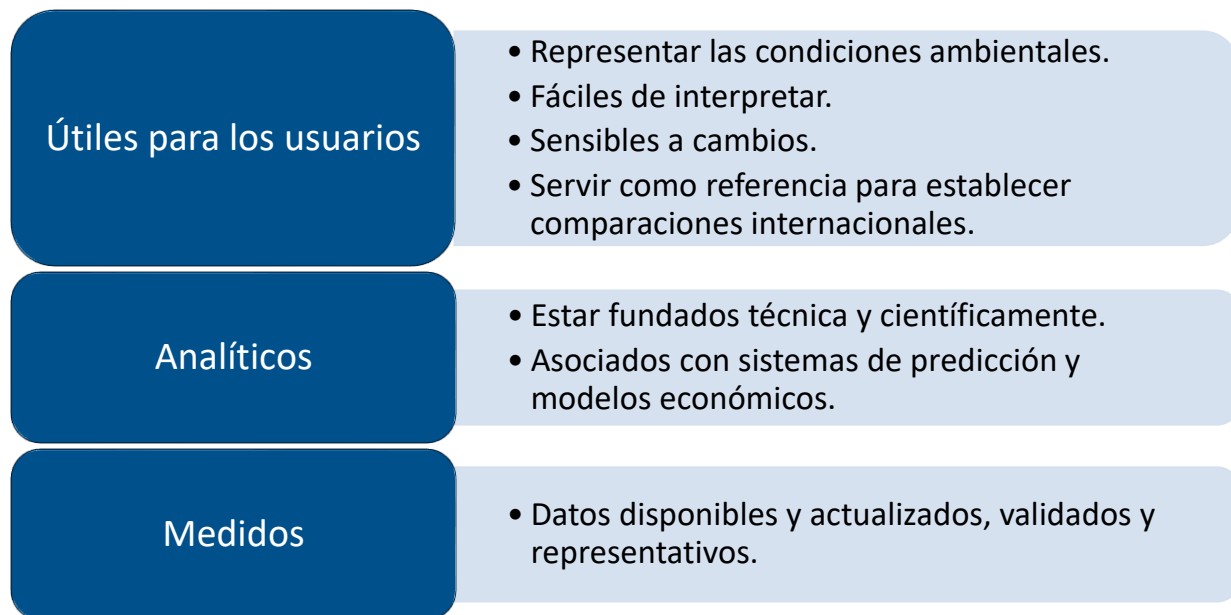 Útiles para los usuarios
• Representar las condiciones ambientales.
• Fáciles de interpretar.
• Sensibles a cambios.
• Servir como referencia para establecer
comparaciones internacionales.
Analíticos
• Estar fundados técnica y científicamente.
• Asociados con sistemas de predicción y
modelos económicos.
Medidos
• Datos disponibles y actualizados, validados y
representativos.